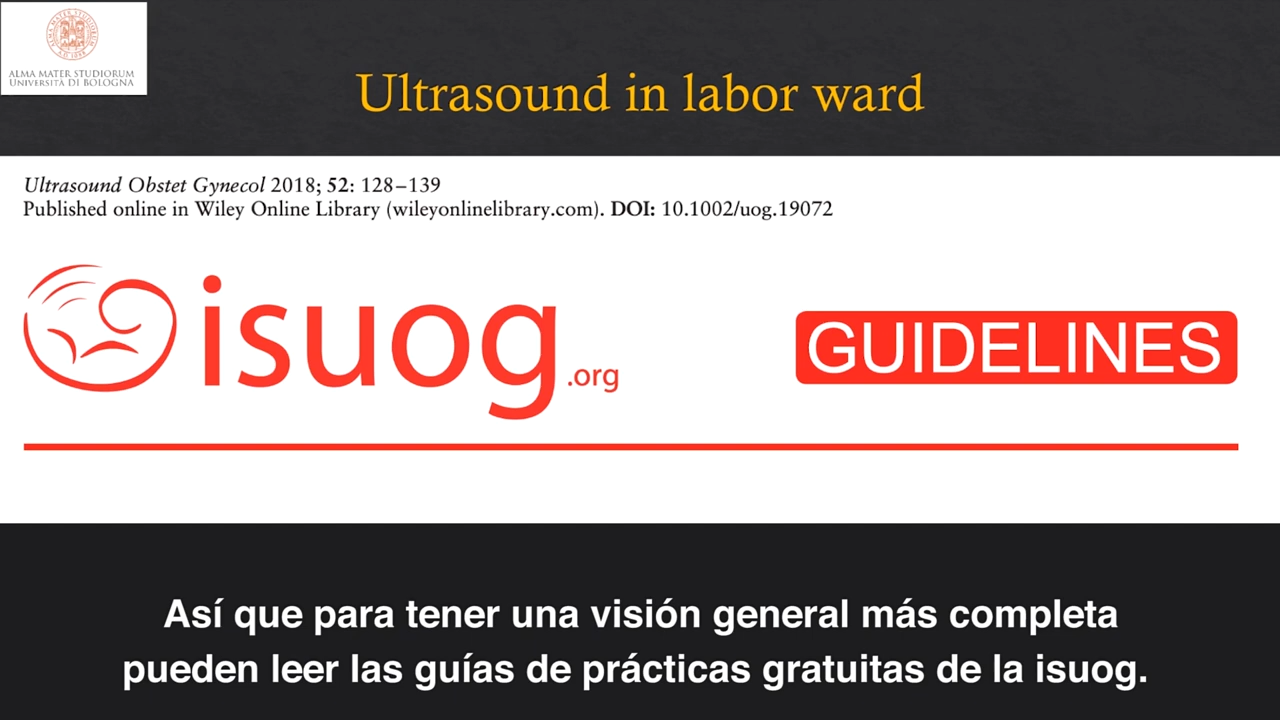 ALMA MATER STUDIORUM
UNIVERSITÀ DI BOLOGNA
Ultrasound in labor ward
Ultrasound Obstet Gynecol 2018; 52: 128–139
Published online in Wiley Online Library (wileyonlinelibrary.com). DOI: 10.1002/uog.19072
isuog.org
GUIDELINES
Así que para tener una visión general más completa
pueden leer las guías de prácticas gratuitas de la isuog.